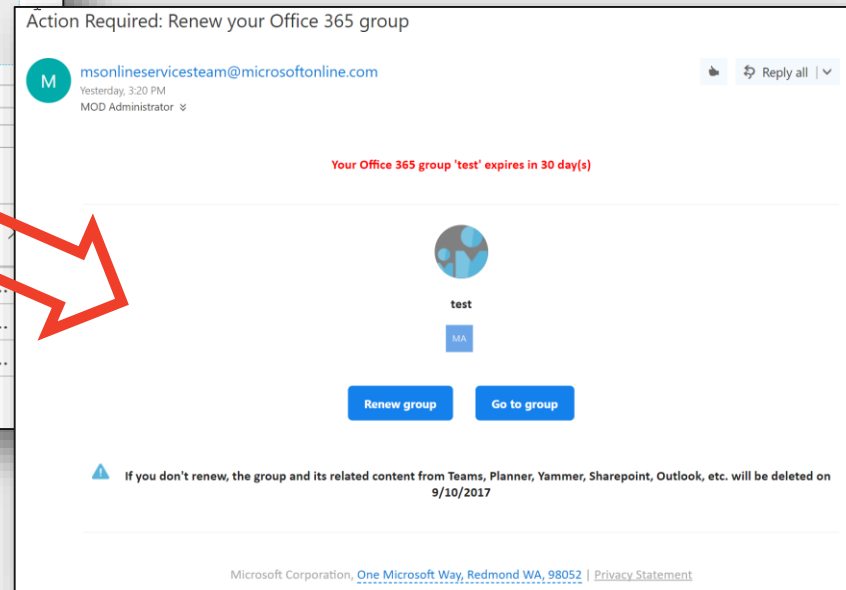 Action Required: Renew your Office 365 group
M
msonlineservicesteam@microsoftonline.com
Reply all
Yesterday, 3:20 PM
MOD Administrator
Your Office 365 group 'test' expires in 30 day(s)
test
MA
Renew group Go to group
If you don't renew, the group and its related content from Teams, Planner, Yammer, Sharepoint, Outlook, etc. will be deleted on
9/10/2017
Microsoft Corporation, One Microsoft Way, Redmond WA, 98052 | Privacy Statement